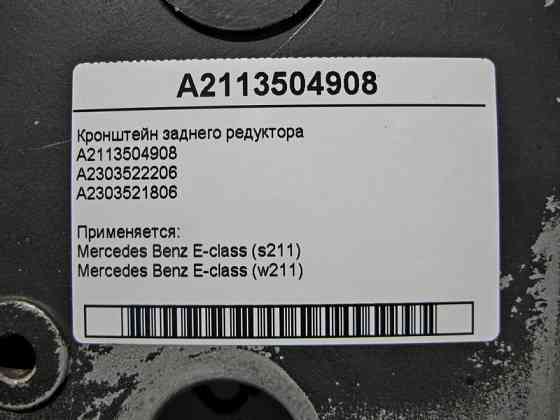 A2113504908
Кронштейн заднего редуктора
A2113504908
A2303522206
A2303521806
Применяется:
Mercedes Benz E-class (s211)
Mercedes Benz E-class (w211)